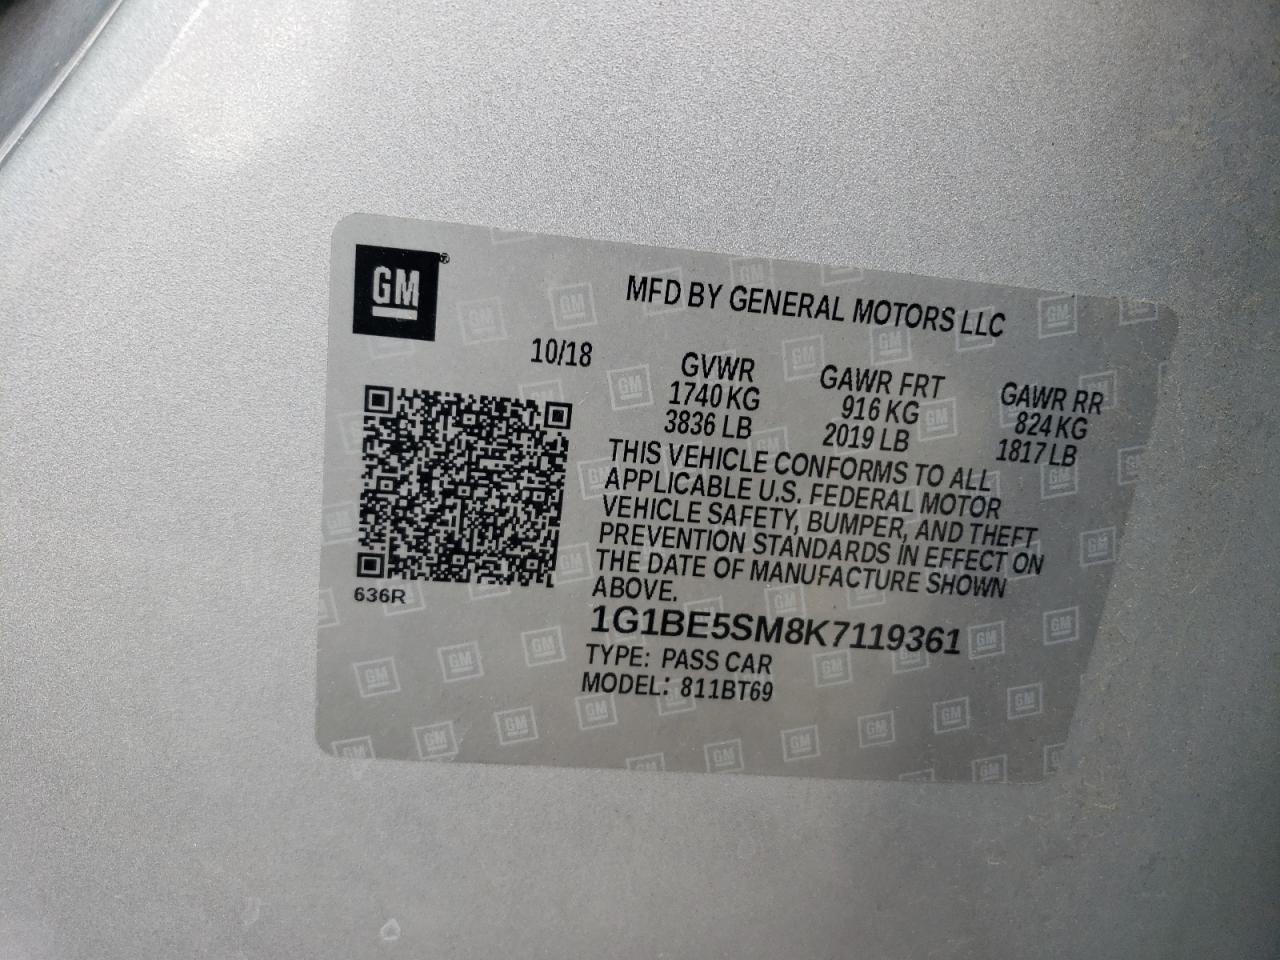 GM
MFD BY GENERAL MOTORS LLC
10/18
GVWR GAWR FRT GAWR RR
1740 KG 916 KG 824 KG
3836 LB 2019 LB 1817 LB
THIS VEHICLE CONFORMS TO ALL
APPLICABLE U.S. FEDERAL MOTOR
VEHICLE SAFETY, BUMPER, AND THEFT
PREVENTION STANDARDS IN EFFECT ON
THE DATE OF MANUFACTURE SHOWN
ABOVE.
636R
1G1BE5SM8K7119361
TYPE: PASS CAR
MODEL: 811BT69